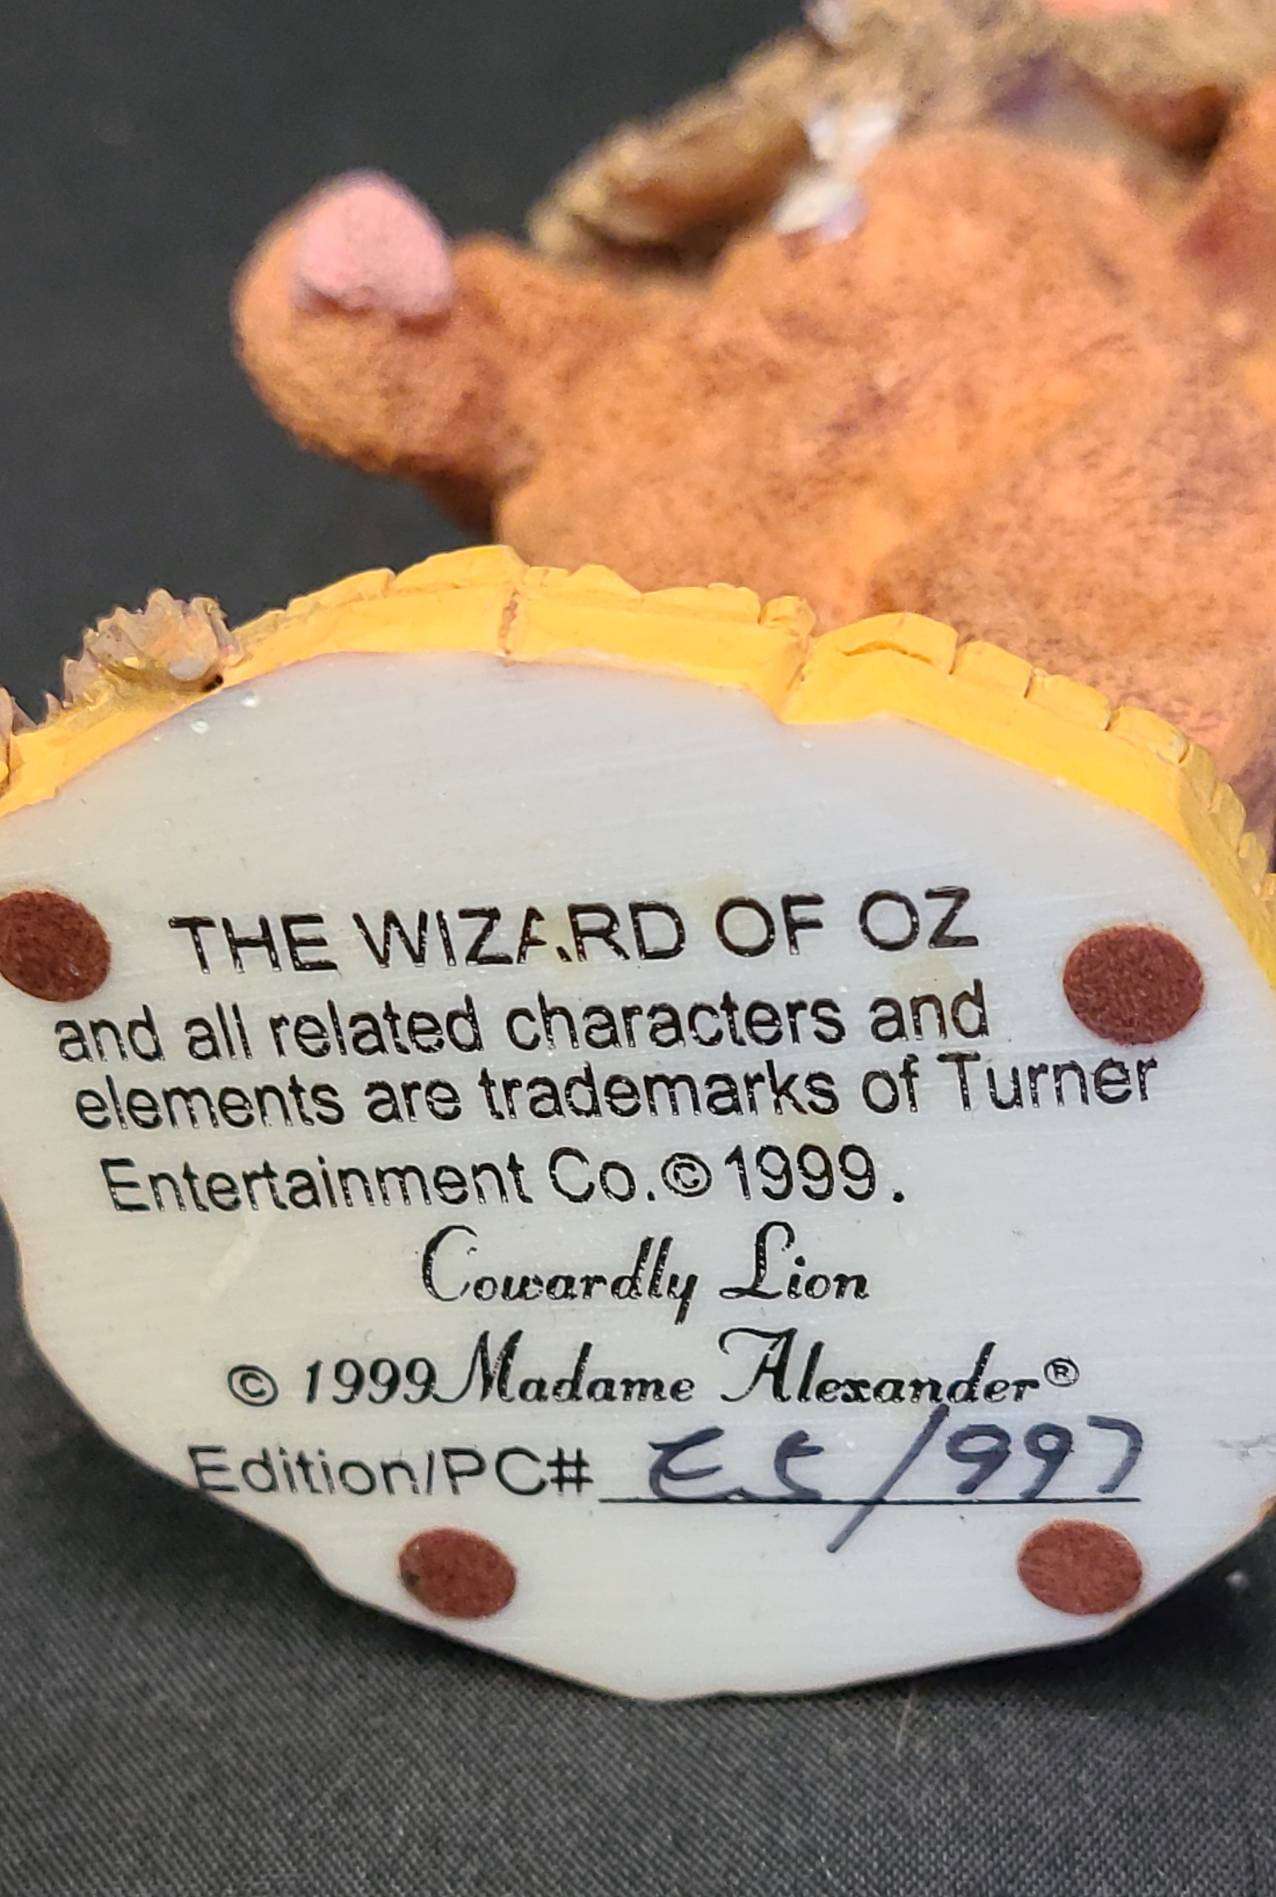 THE WIZARD OF OZ
and all related characters and
elements are trademarks of Turner
Entertainment Co.©1999.
Cowardly Lion
© 1999 Madame Alexander®
Edition/PC# E5/997